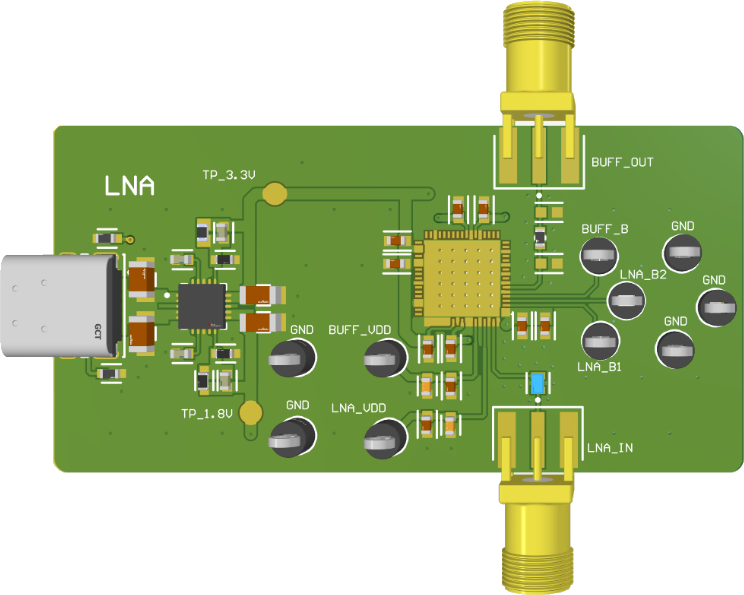 BUFF_OUT
TP_3.3V
LNA
BUFF_B
GND
LNA_B2
GND
GCT
GND
BUFF_VDD
GND
LNA_B1
GND
LNA_VDD
TP_1.8V
LNA_IN